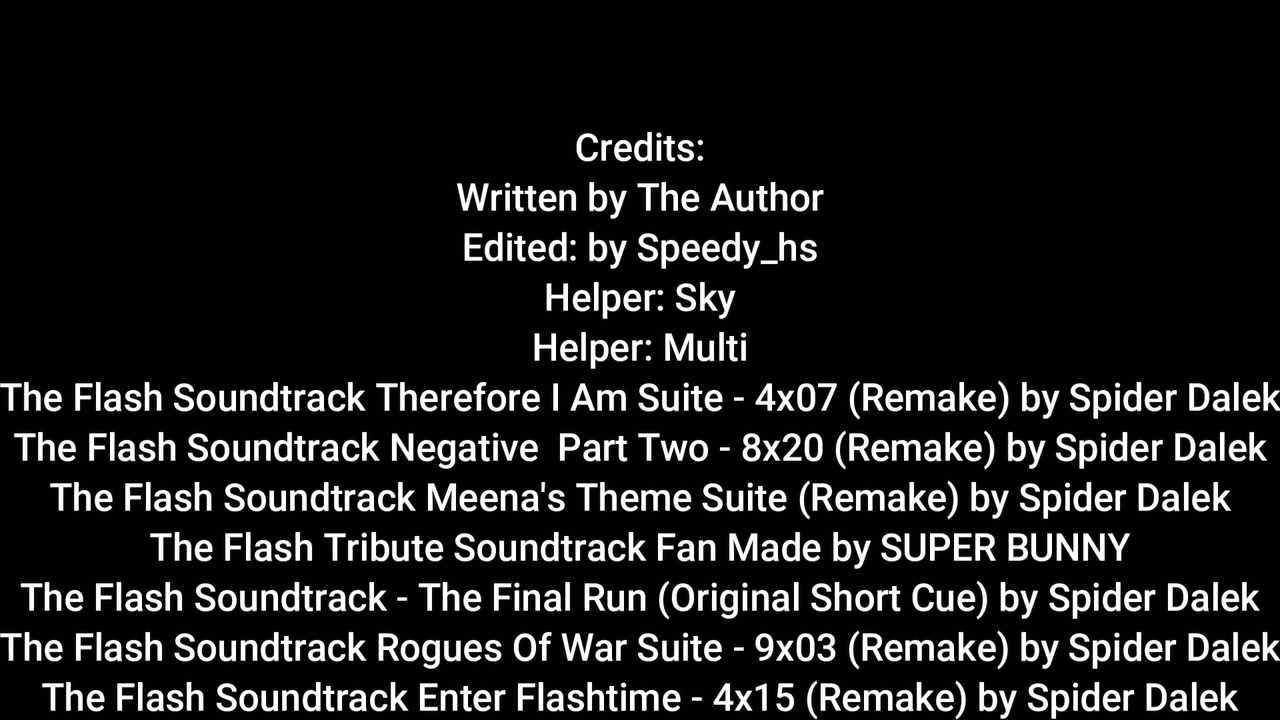 Credits:
Written by The Author
Edited: by Speedy_hs
Helper: Sky
Helper: Multi
The Flash Soundtrack Therefore I Am Suite - 4x07 (Remake) by Spider Dalek
The Flash Soundtrack Negative  Part Two - 8x20 (Remake) by Spider Dalek
The Flash Soundtrack Meena's Theme Suite (Remake) by Spider Dalek
The Flash Tribute Soundtrack Fan Made by SUPER BUNNY
The Flash Soundtrack - The Final Run (Original Short Cue) by Spider Dalek
The Flash Soundtrack Rogues Of War Suite - 9x03 (Remake) by Spider Dalek
The Flash Soundtrack Enter Flashtime - 4x15 (Remake) by Spider Dalek